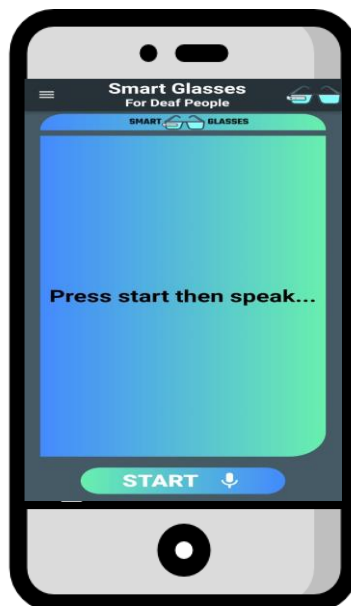 Smart Glasses
For Deaf People
SMART GLASSES
Press start then speak...
START